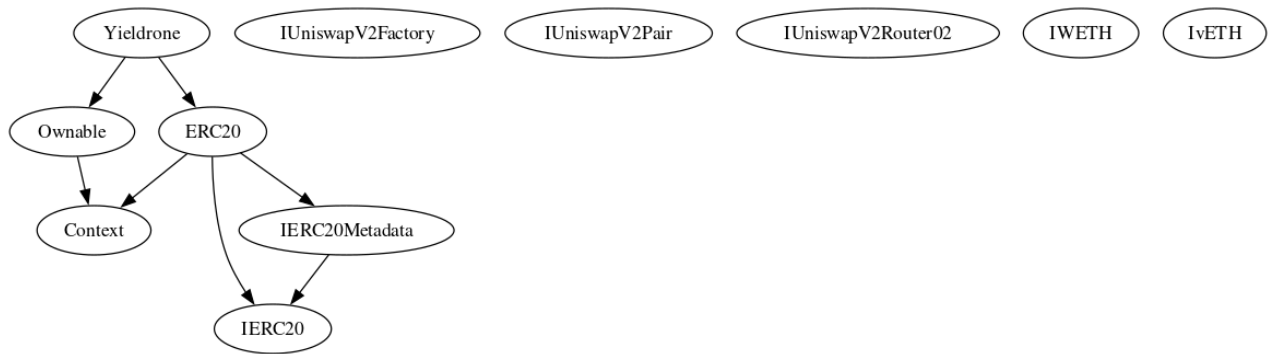 Yieldrone
IUniswapV2Factory
IUniswapV2Pair
IUniswapV2Router02
IWETH
IvETH
Ownable
ERC20
Context
IERC20Metadata
IERC20